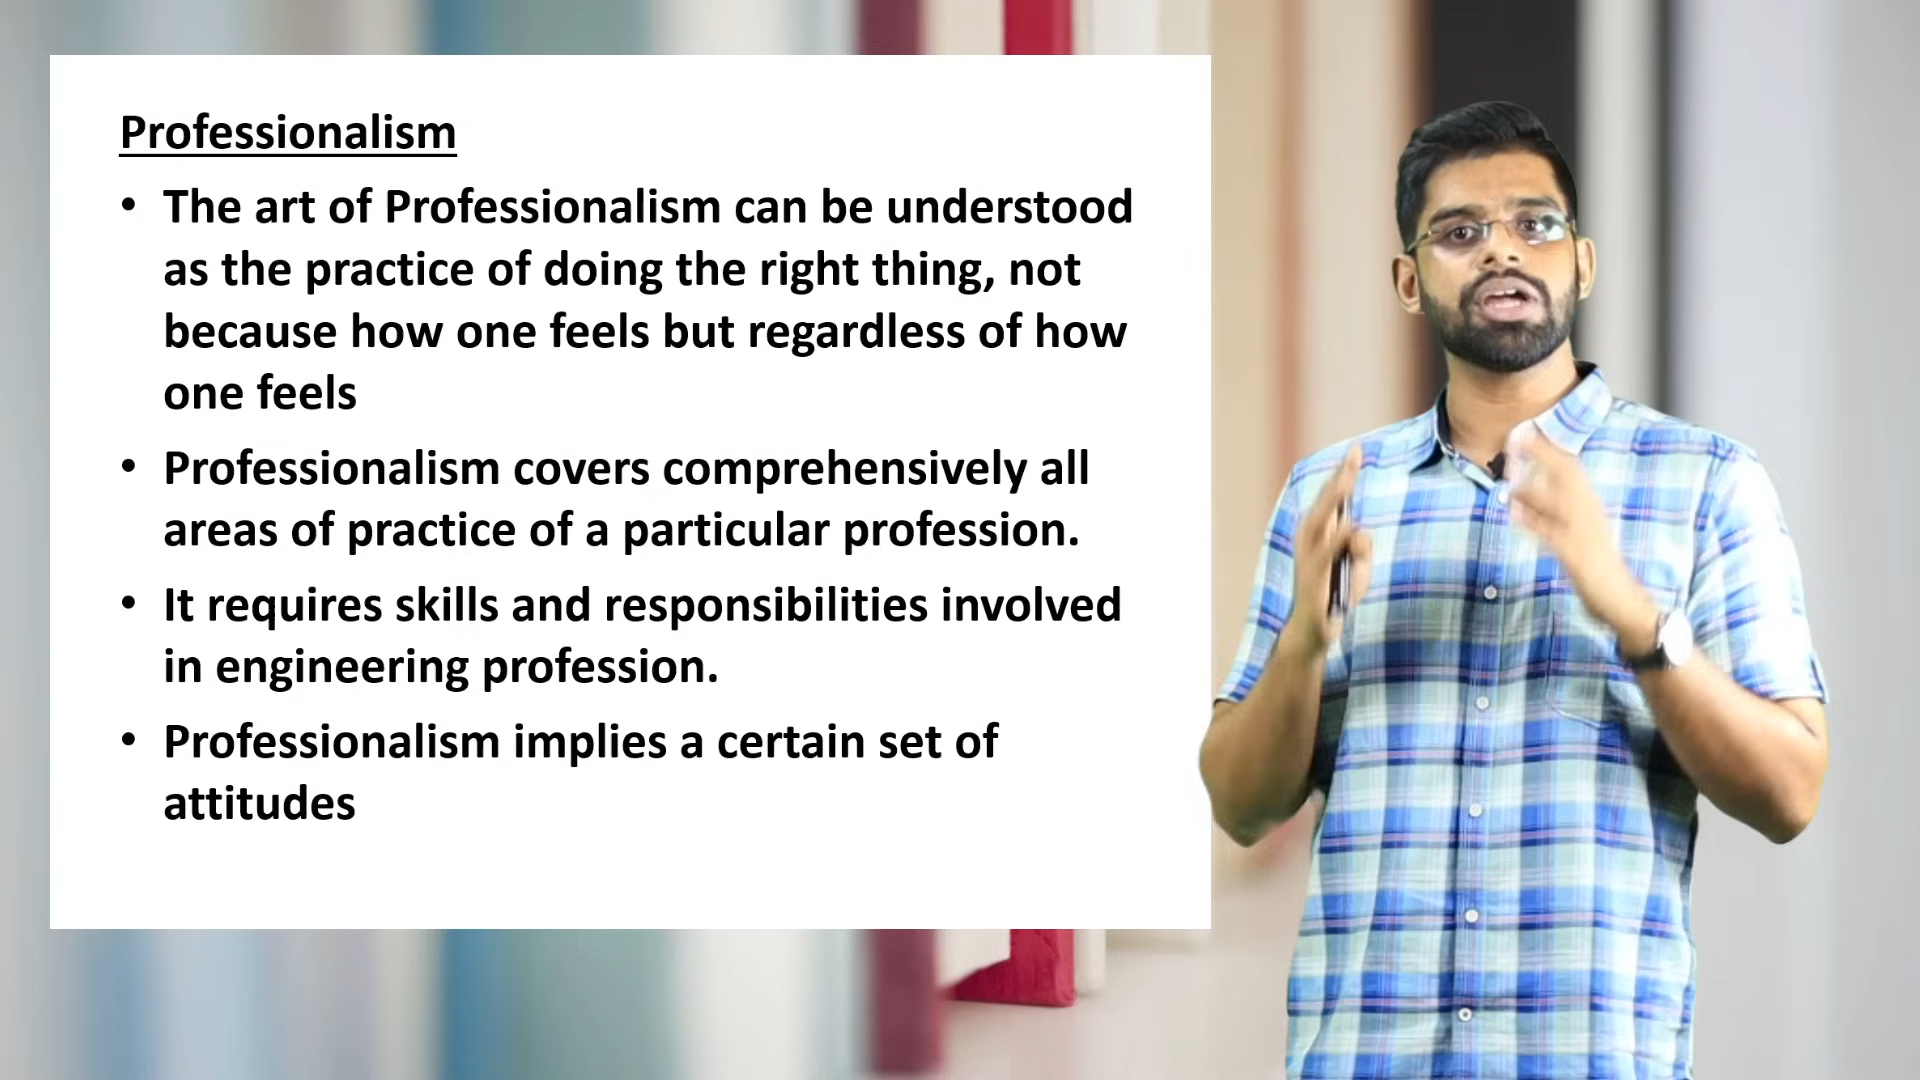 Professionalism
• The art of Professionalism can be understood
as the practice of doing the right thing, not
because how one feels but regardless of how
one feels
• Professionalism covers comprehensively all
areas of practice of a particular profession.
• It requires skills and responsibilities involved
in engineering profession.
• Professionalism implies a certain set of
attitudes